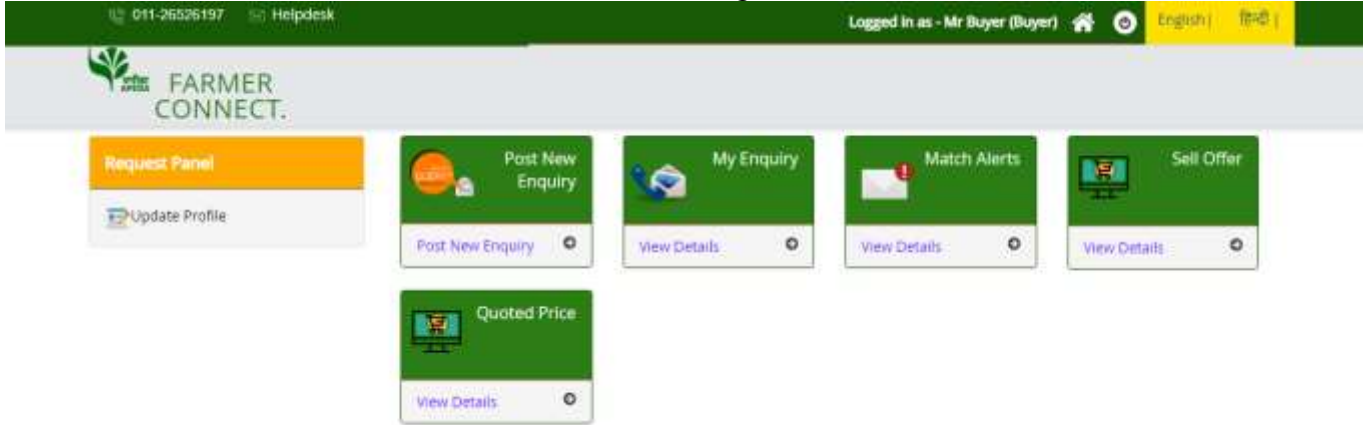 011-26526197 Helpdesk
Logged in as - Mr Buyer (Buyer)
English | हिन्दी |
FARMER
CONNECT.
Request Panel
Update Profile
Post New
Enquiry
Post New Enquiry
My Enquiry
View Details
Match Alerts
View Details
Sell Offer
View Details
Quoted Price
View Details